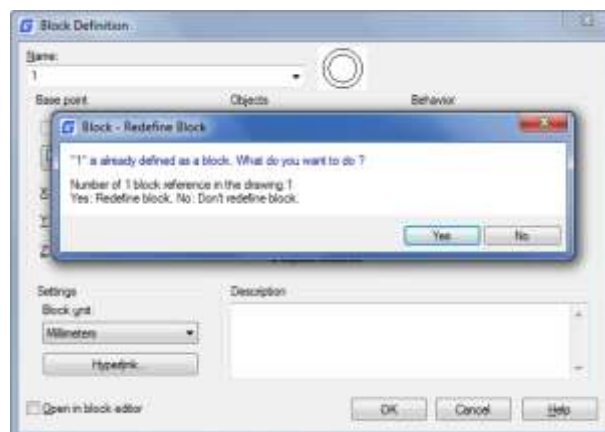 Block Definition
Name:
1
Base point
Objects
Behavior
Block - Redefine Block
"1" is already defined as a block. What do you want to do ?
Number of 1 block reference in the drawing:1
Yes: Redefine block, No: Don't redefine block.
Yes
No
Settings
Description
Block unit
Millimeters
Hyperlink...
Open in block editor
OK
Cancel
Help